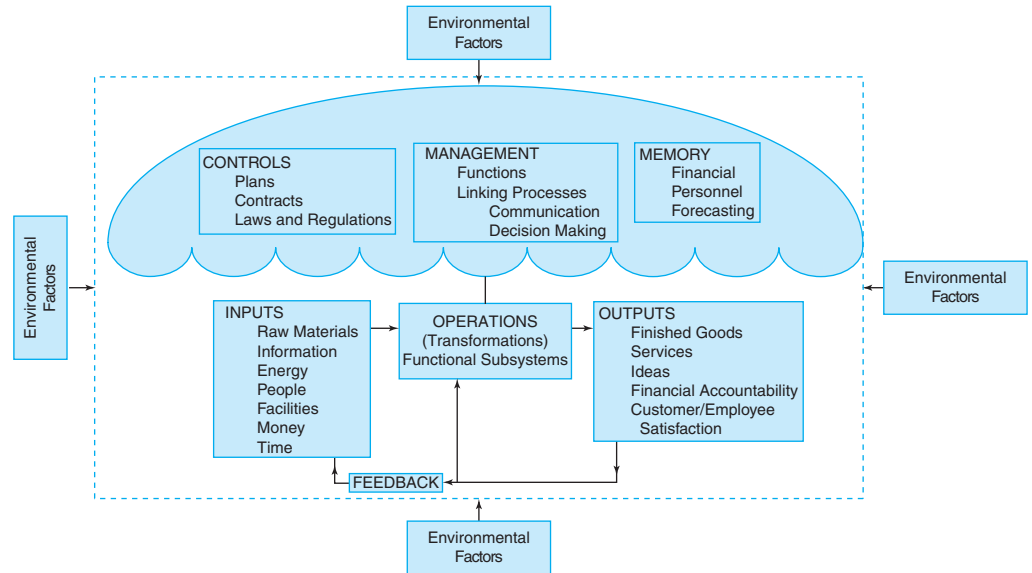 Environmental
Factors
CONTROLS
Plans
Contracts
Laws and Regulations
MANAGEMENT
Functions
Linking Processes
Communication
Decision Making
MEMORY
Financial
Personnel
Forecasting
Environmental
Factors
Environmental
Factors
INPUTS
Raw Materials
Information
Energy
People
Facilities
Money
Time
OPERATIONS
(Transformations)
Functional Subsystems
OUTPUTS
Finished Goods
Services
Ideas
Financial Accountability
Customer/Employee
Satisfaction
FEEDBACK
Environmental
Factors